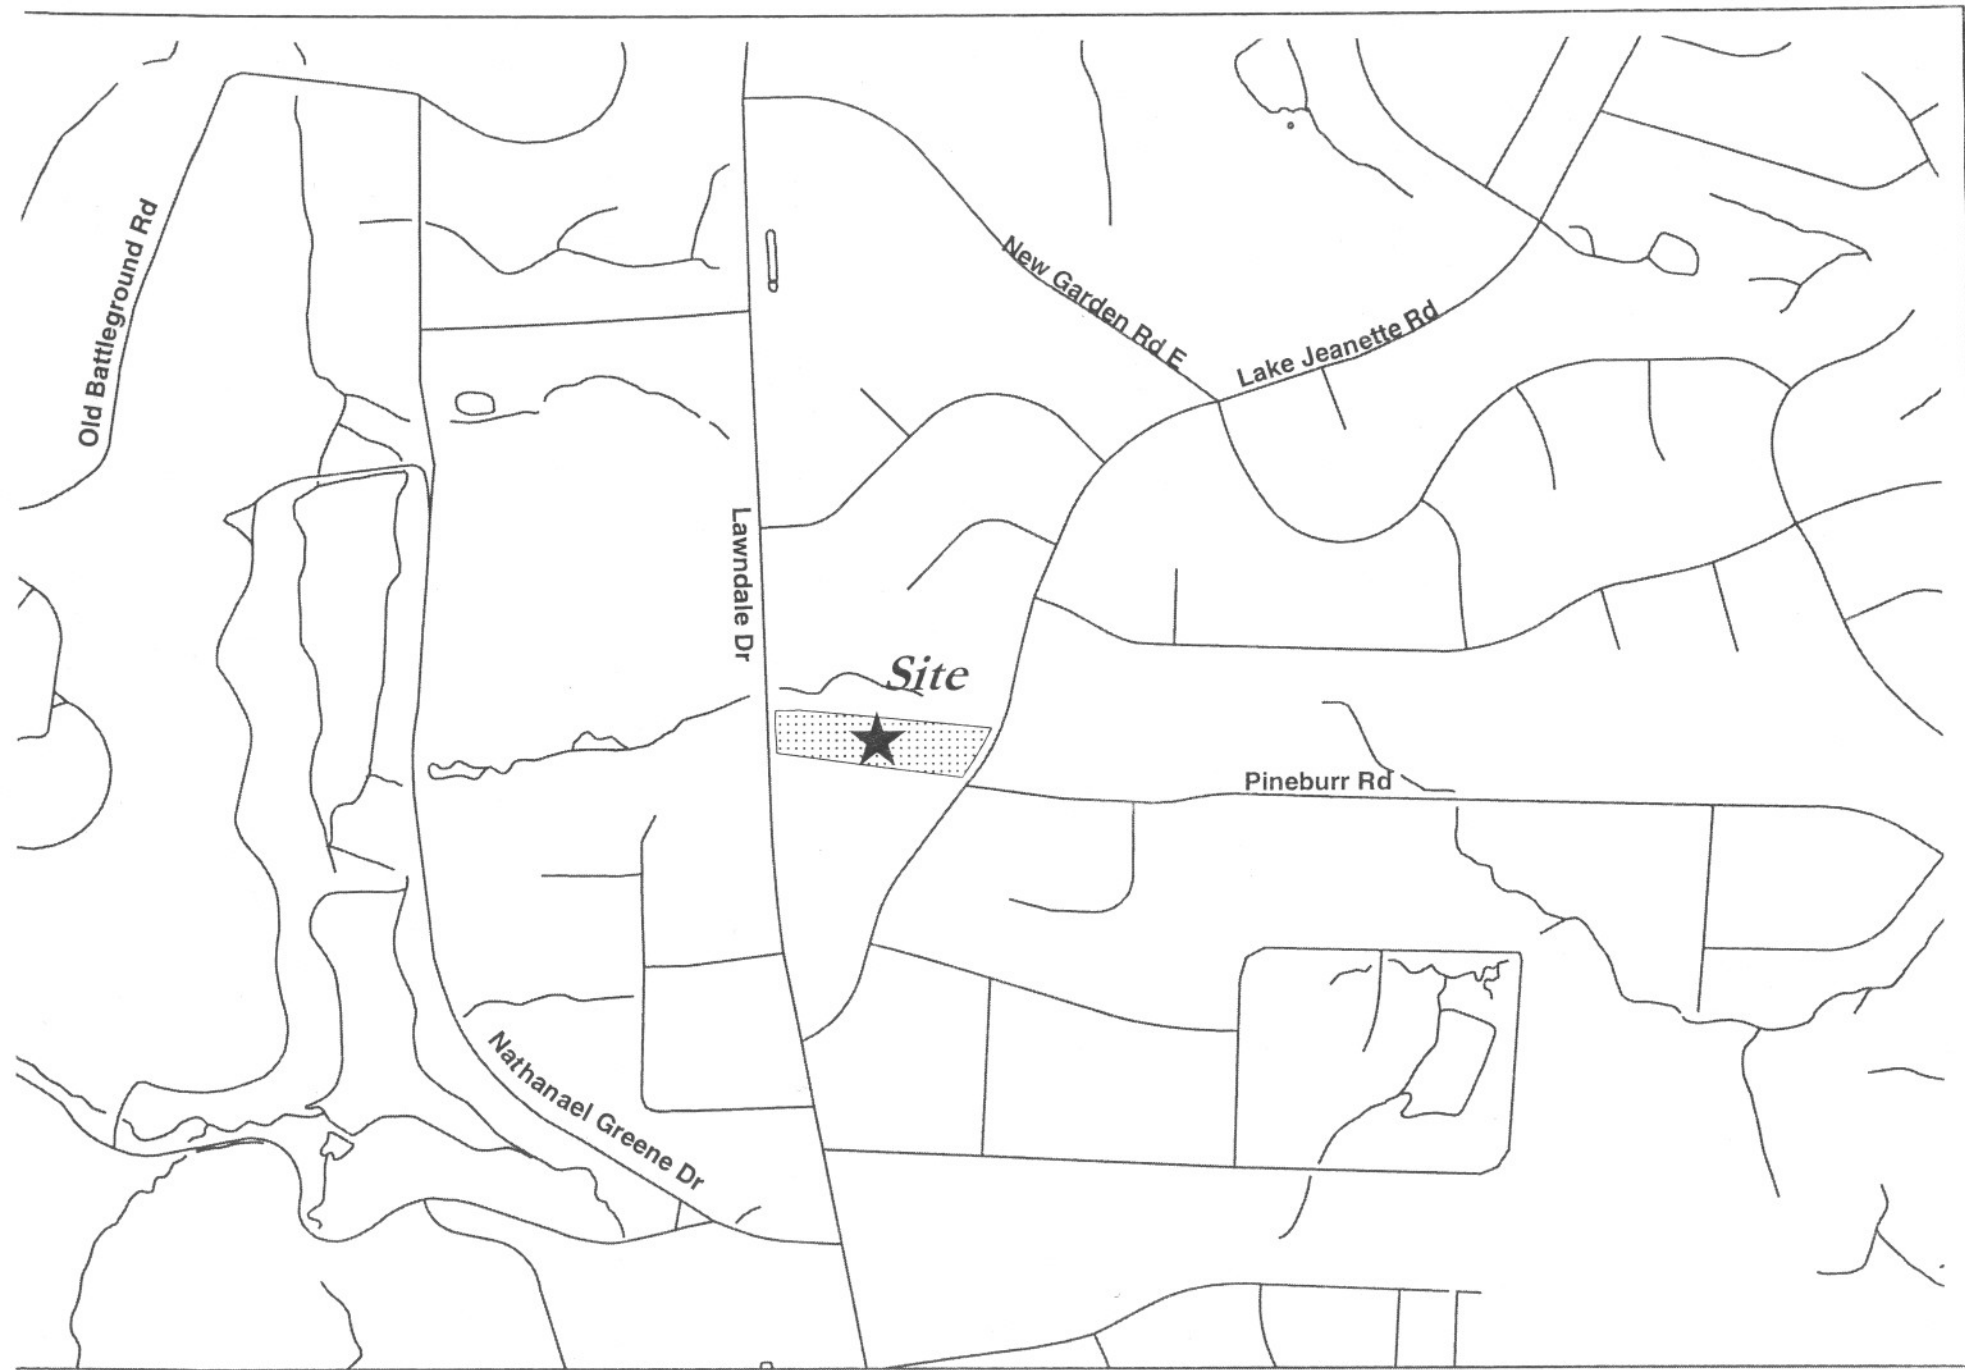 Old Battleground Rd
New Garden Rd E
Lake Jeanette Rd
Lawndale Dr
Site
Pineburr Rd
Nathanael Greene Dr